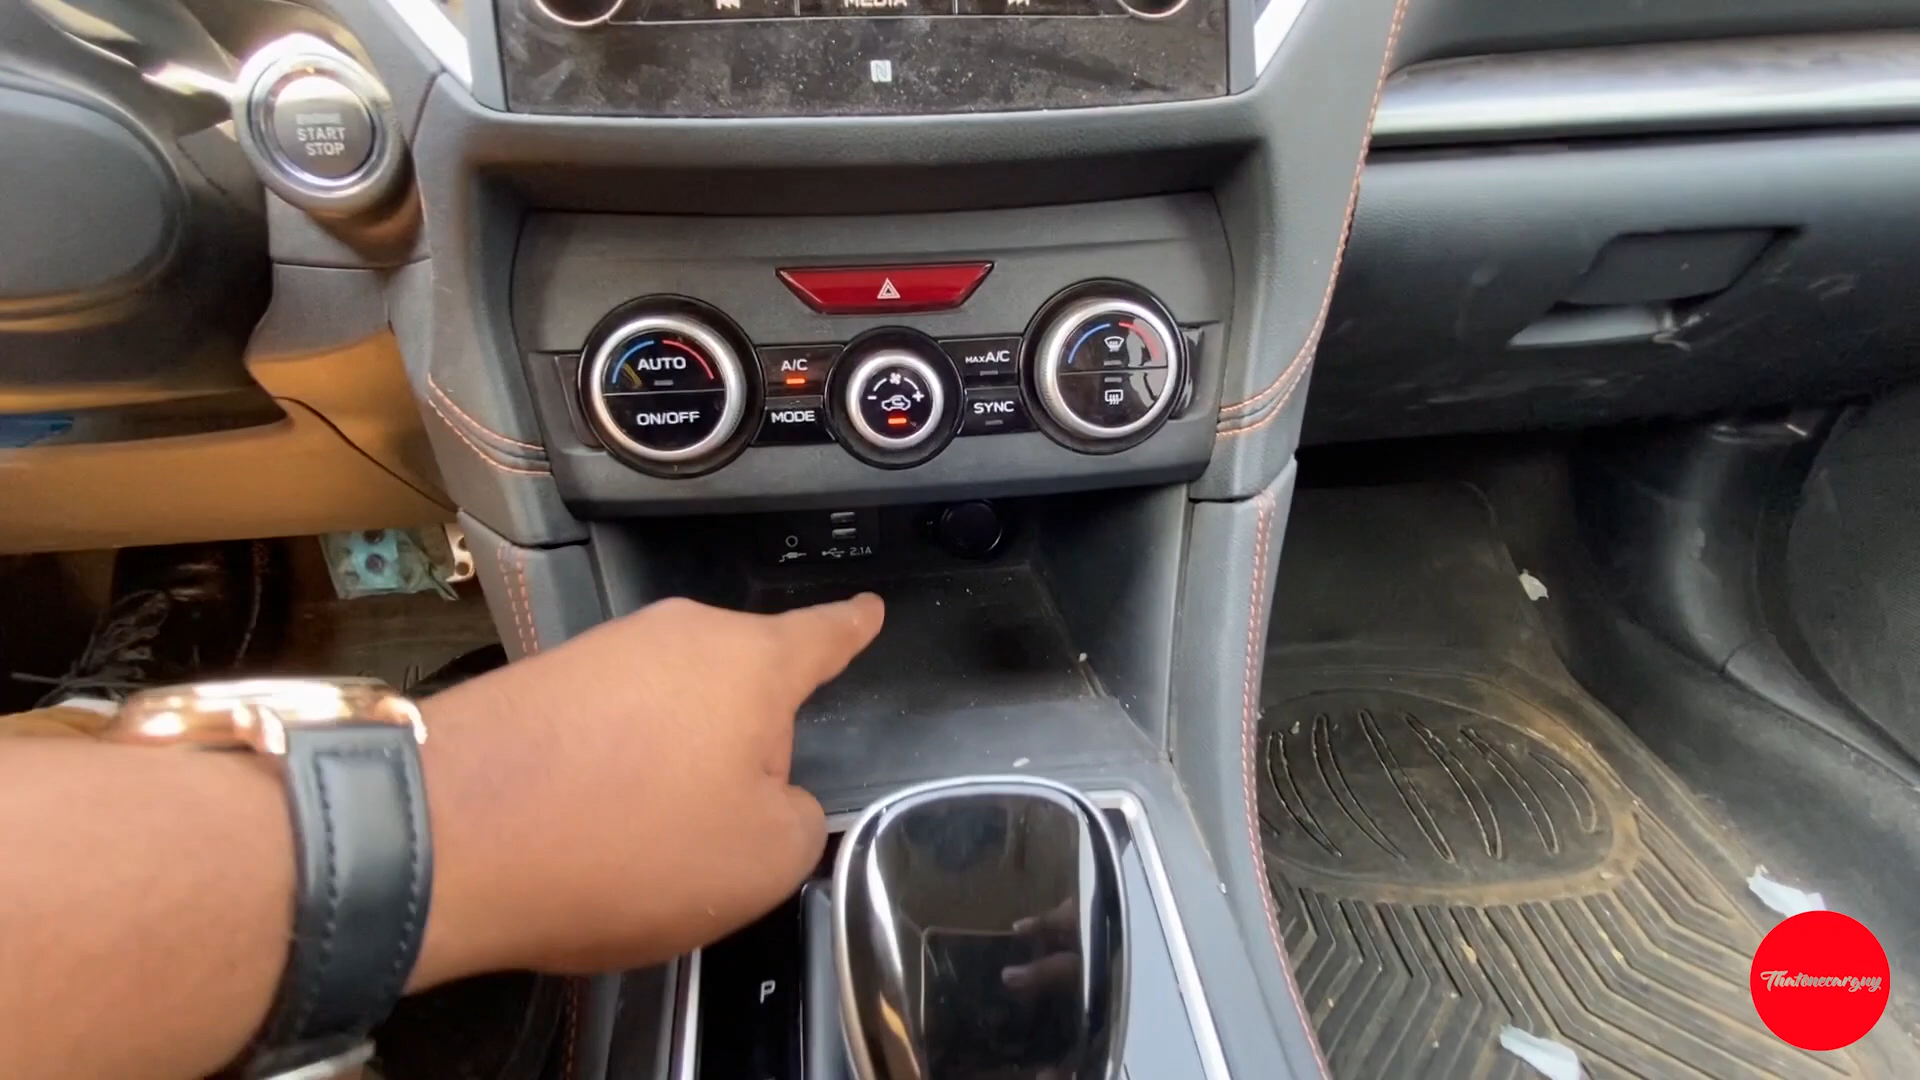 MEDIA
N
ENGINE
START
STOP
AUTO
ON/OFF
A/C
MODE
- +
MAX A/C
SYNC
2.1A
P
Thatonecarguy